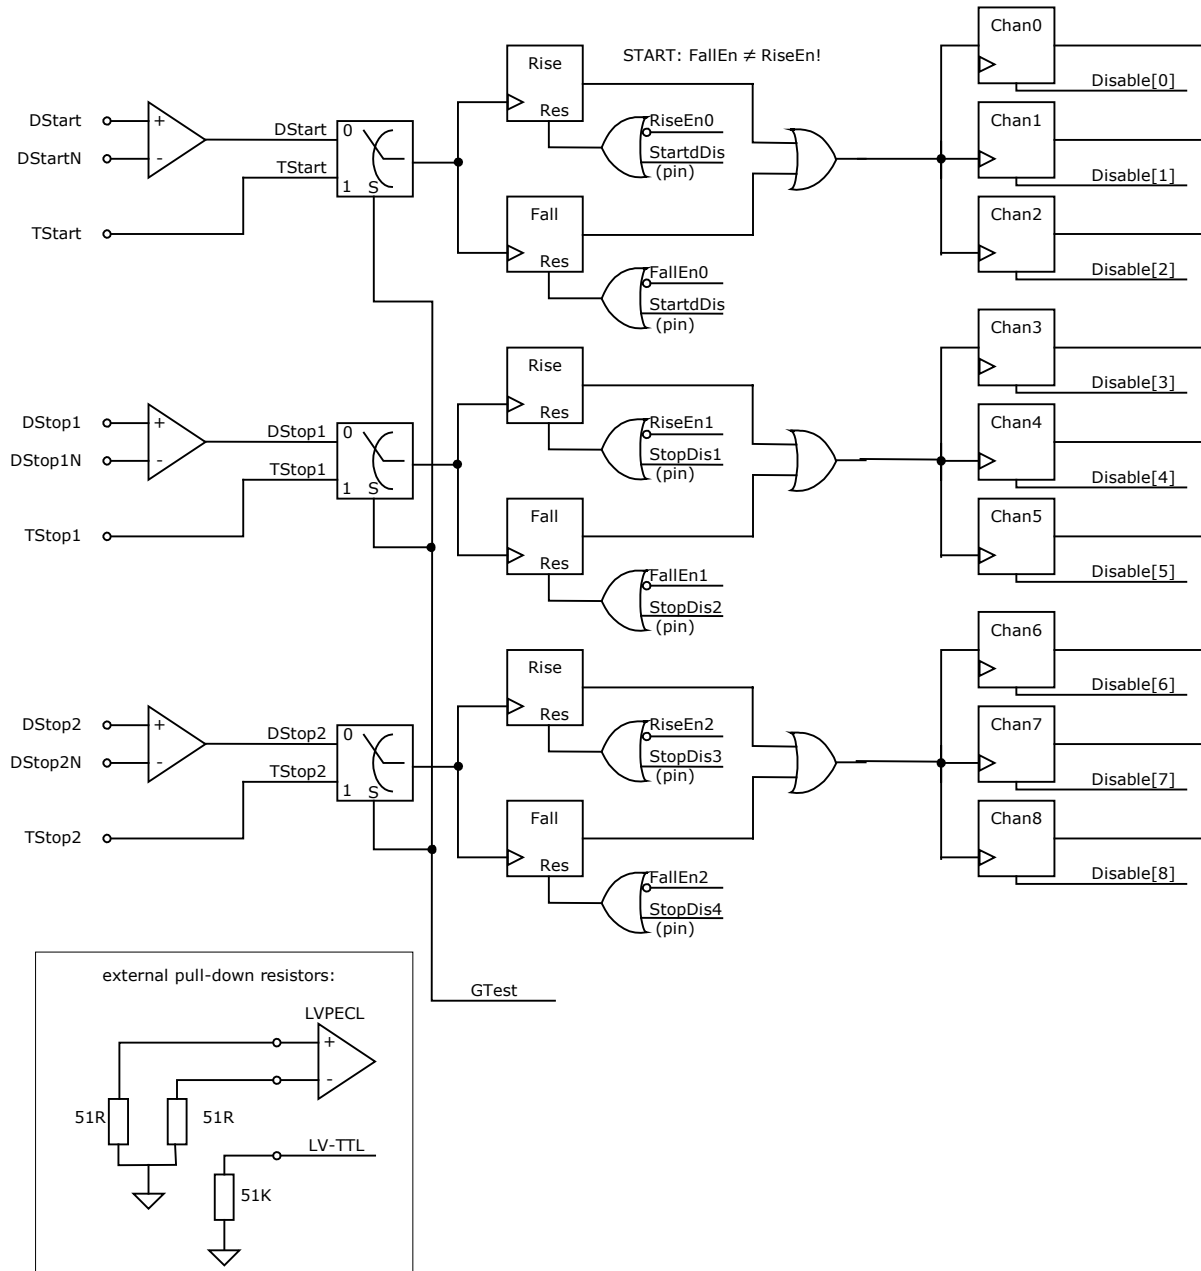 START: FallEn ≠ RiseEn!
DStart
DStartN
TStart
+
-
DStart
TStart
0
1
S
Rise
Res
RiseEn0
StartdDis
(pin)
Fall
Res
FallEn0
StartdDis
(pin)
Chan0
Disable[0]
Chan1
Disable[1]
Chan2
Disable[2]
DStop1
DStop1N
TStop1
+
-
DStop1
TStop1
0
1
S
Rise
Res
RiseEn1
StopDis1
(pin)
Fall
Res
FallEn1
StopDis2
(pin)
Chan3
Disable[3]
Chan4
Disable[4]
Chan5
Disable[5]
DStop2
DStop2N
TStop2
+
-
DStop2
TStop2
0
1
S
Rise
Res
RiseEn2
StopDis3
(pin)
Fall
Res
FallEn2
StopDis4
(pin)
Chan6
Disable[6]
Chan7
Disable[7]
Chan8
Disable[8]
GTest
external pull-down resistors:
LVPECL
+
-
51R
51R
LV-TTL
51K